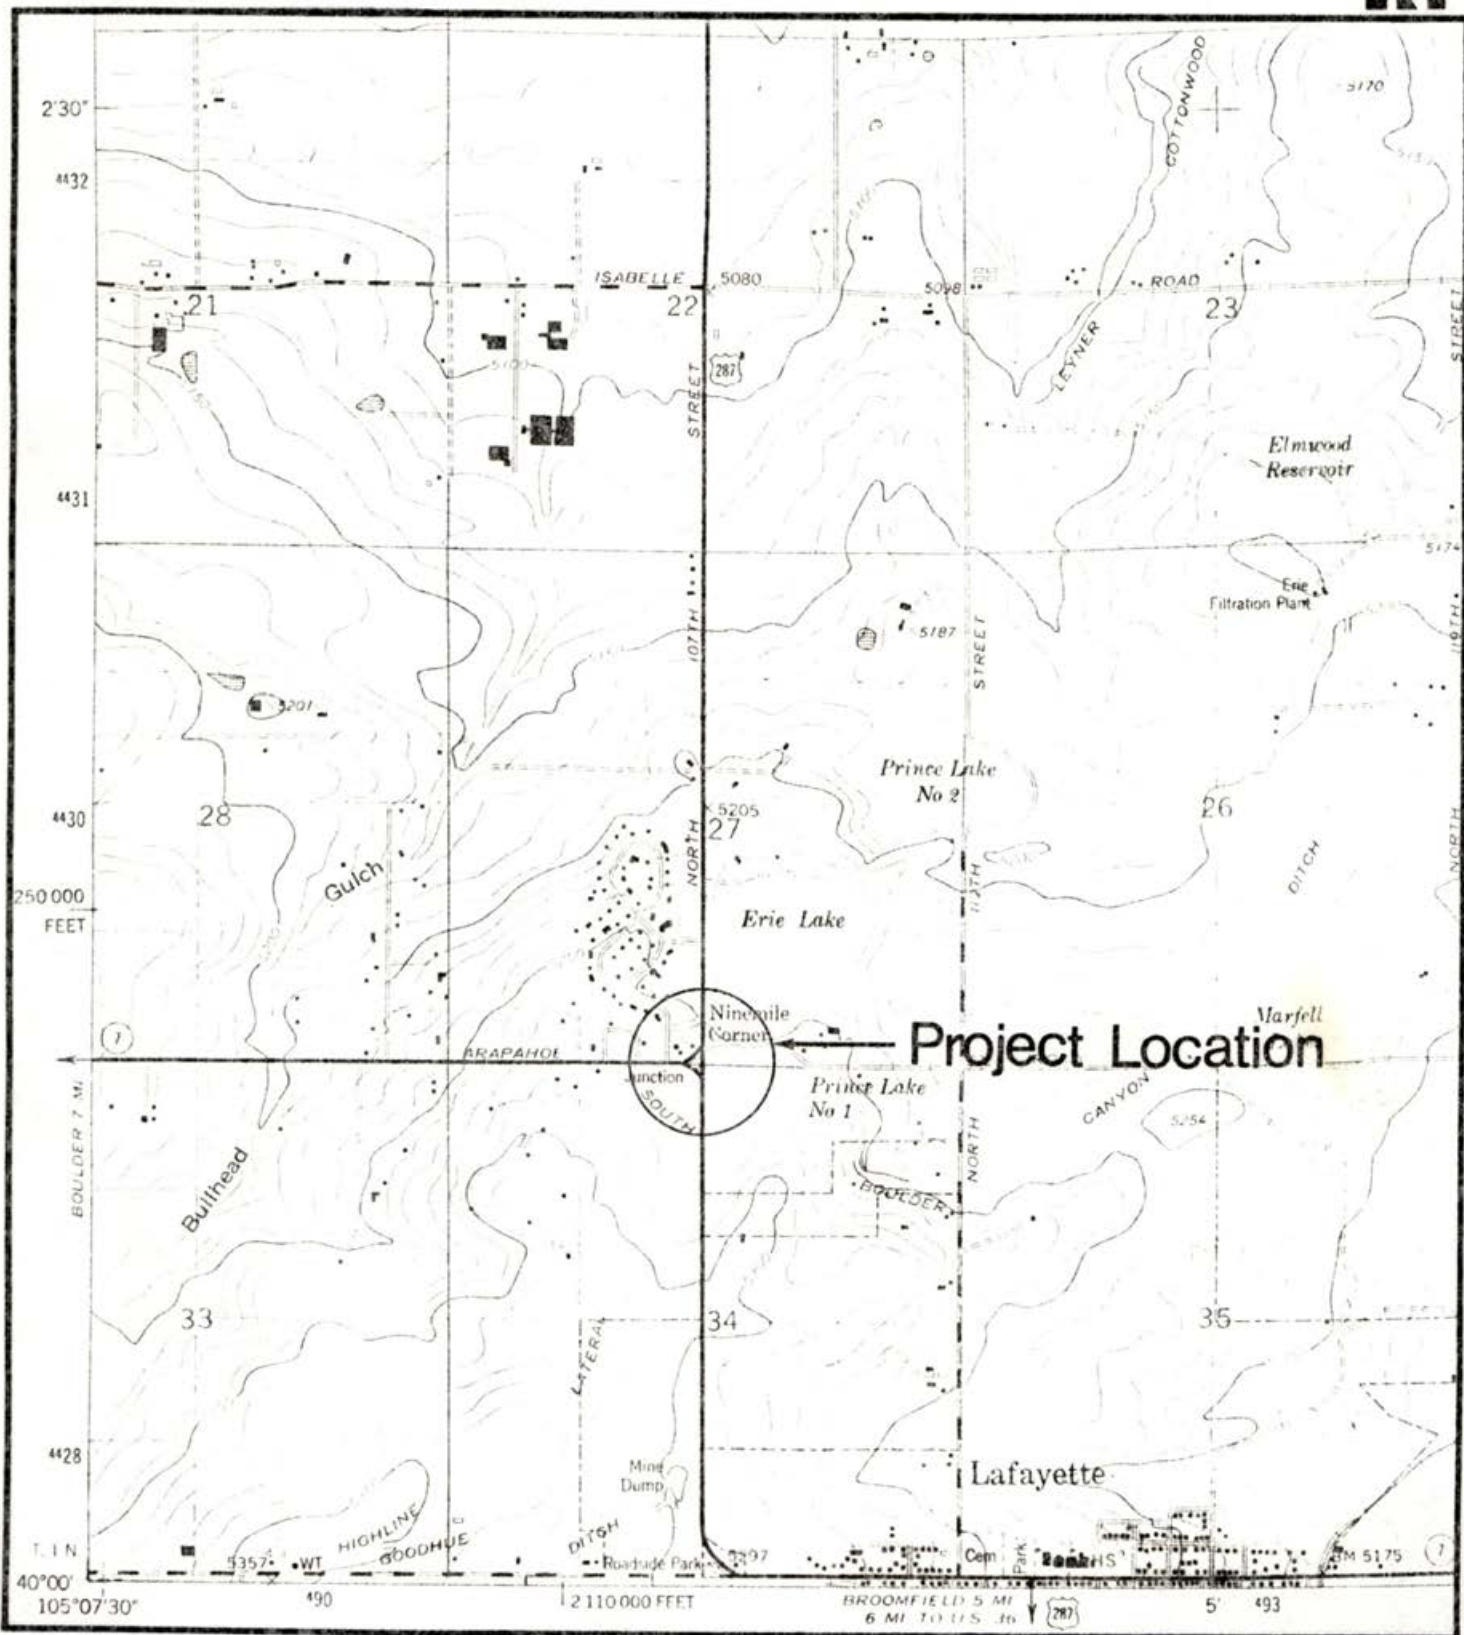 2'30"
COTTONWOOD
5170
4432
ISABELLE
5080
5098
ROAD
21
22
23
STREET
287
STREET
LEYNER
5100
Elmwood
Reservoir
4431
5174
Erie
Filtration Plant
107TH
5187
STREET
119TH
5201
Prince Lake
No 2
4430
28
5205
27
26
NORTH
NORTH
DITCH
Gulch
112TH
250 000
FEET
Erie Lake
Ninemile
Corner
Marfell
7
ARAPAHOE
Project Location
Junction
SOUTH
Prince Lake
No 1
CANYON
5254
BOULDER 7 MI
NORTH
Bullhead
BOULDER
33
34
35
LATERAL
4428
Mine
Dump
Lafayette
HIGHLINE
GOODHUE
DITCH
T. 1 N
5357
WT
Roadside Park
5397
Cem
Park
HS
BM 5175
7
40°00'
105°07'30"
490
2 110 000 FEET
BROOMFIELD 5 MI
6 MI TO U.S. 36
287
5'
493